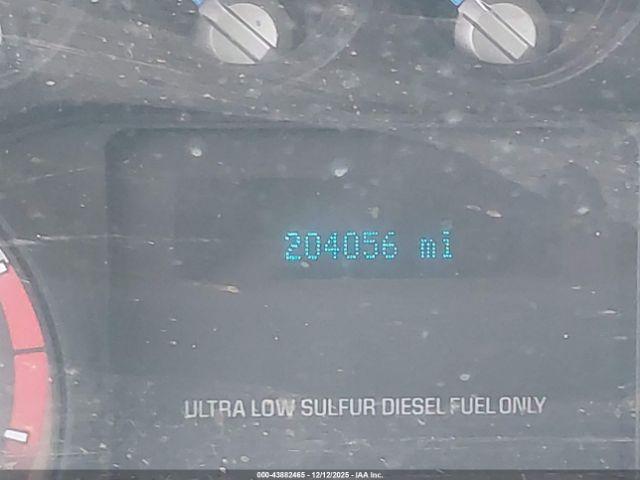 204056 mi
ULTRA LOW SULFUR DIESEL FUEL ONLY
000-43882465 - 12/12/2025 - IAA Inc.